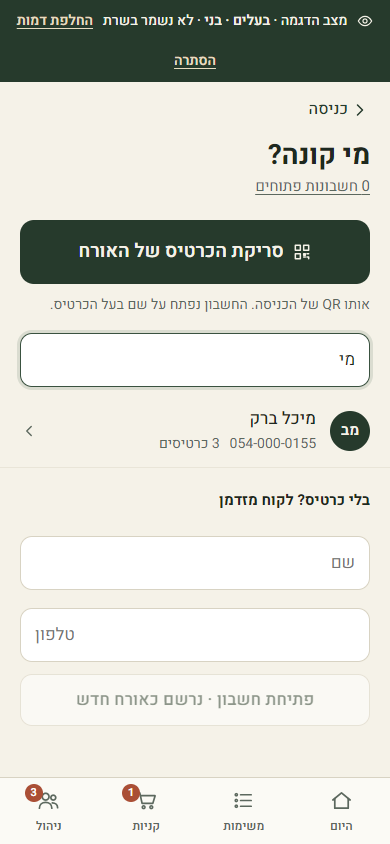 מצב הדגמה · בעלים · בני · לא נשמר בשרת החלפת דמות
הסתרה
כניסה
מי קונה?
0 חשבונות פתוחים
סריקת הכרטיס של האורח
אותו QR של הכניסה. החשבון נפתח על שם בעל הכרטיס.
מי
מב
מיכל ברק
054-000-0155 3 כרטיסים
בלי כרטיס? לקוח מזדמן
שם
טלפון
פתיחת חשבון · נרשם כאורח חדש
היום
משימות
1
קניות
3
ניהול